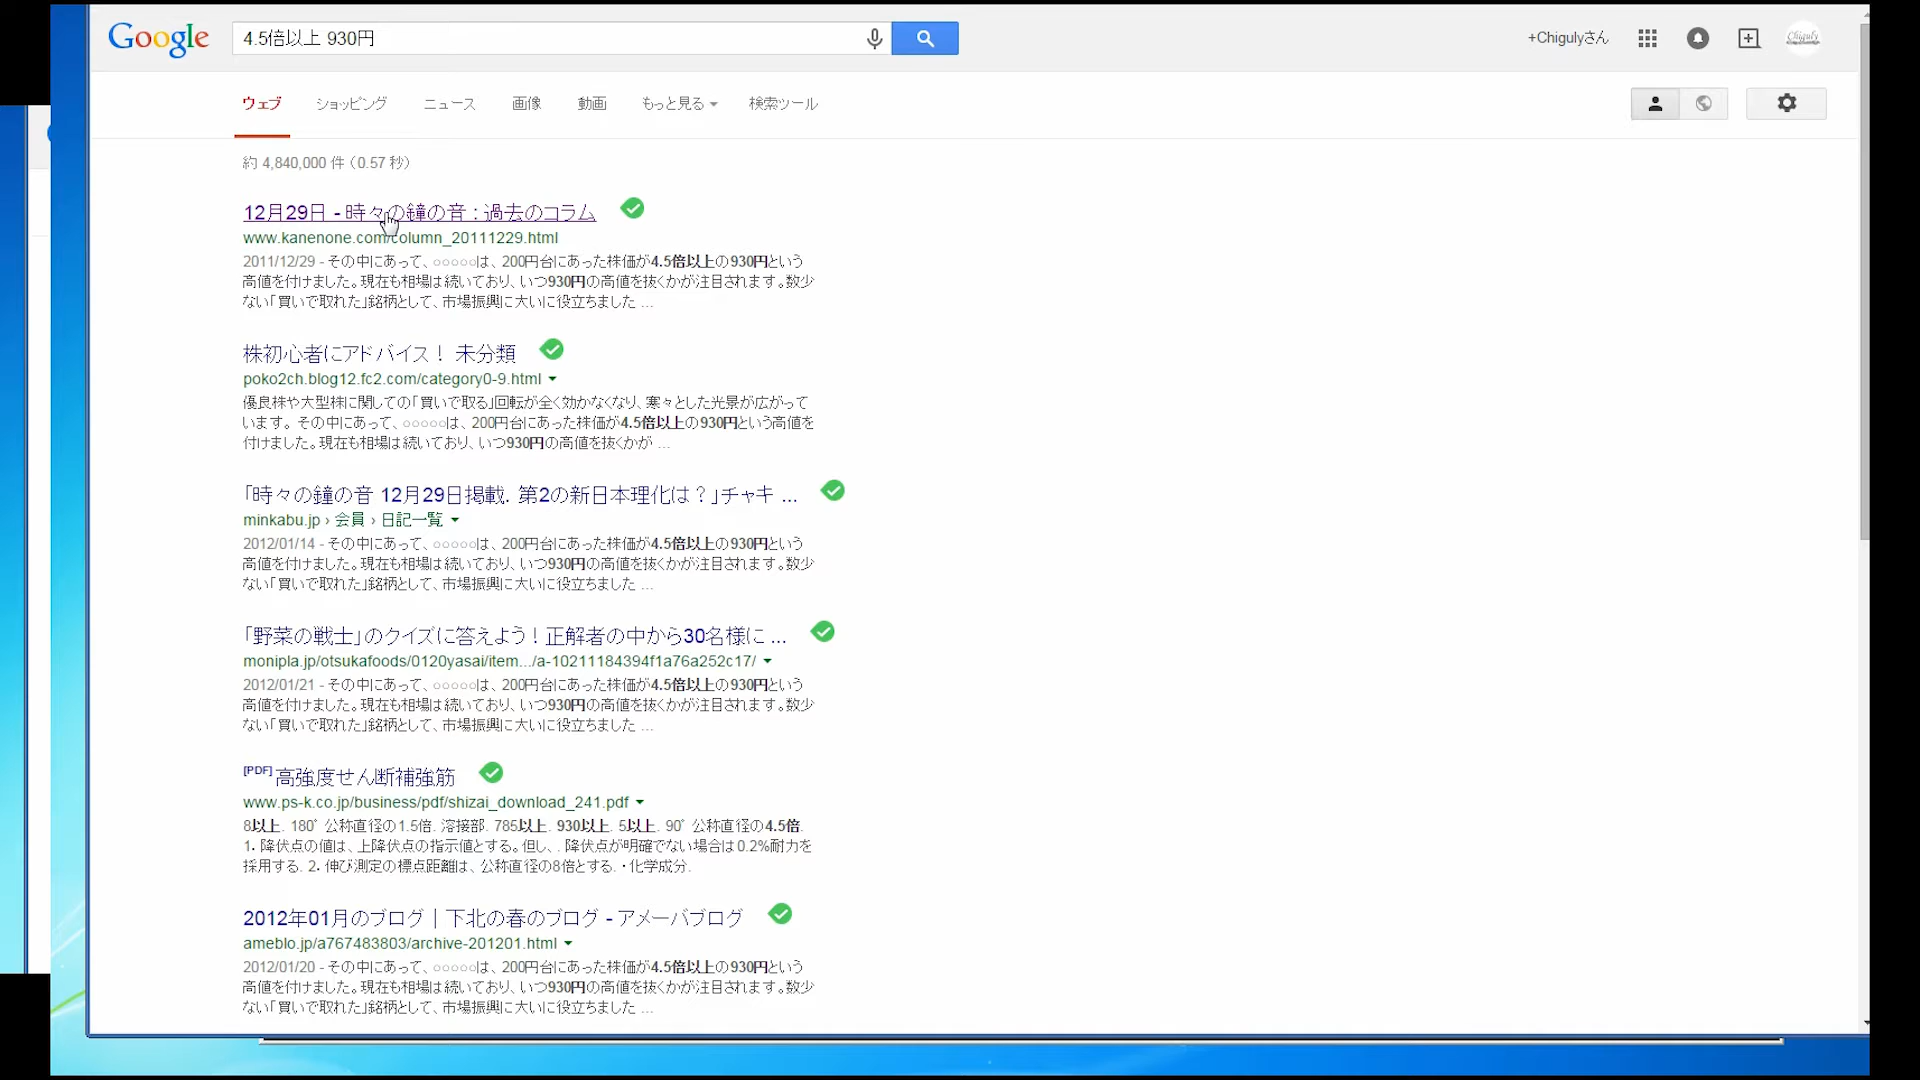 Google
4.5倍以上 930円
+Chigulyさん
Chiguly
ウェブ ショッピング ニュース 画像 動画 もっと見る 検索ツール
約 4,840,000 件 (0.57 秒)
12月29日 - 時々の鐘の音 : 過去のコラム
www.kanenone.com/column_20111229.html
2011/12/29 - その中にあって、○○○○○は、200円台にあった株価が4.5倍以上の930円という
高値を付けました。現在も相場は続いており、いつ930円の高値を抜くかが注目されます。数少
ない「買いで取れた」銘柄として、市場振興に大いに役立ちました ...
株初心者にアドバイス! 未分類
poko2ch.blog12.fc2.com/category0-9.html
優良株や大型株に関しての「買いで取る」回転が全く効かなくなり、寒々とした光景が広がって
います。その中にあって、○○○○○は、200円台にあった株価が4.5倍以上の930円という高値を
付けました。現在も相場は続いており、いつ930円の高値を抜くかが ...
「時々の鐘の音 12月29日掲載. 第2の新日本理化は?」チャキ ...
minkabu.jp › 会員 › 日記一覧
2012/01/14 - その中にあって、○○○○○は、200円台にあった株価が4.5倍以上の930円という
高値を付けました。現在も相場は続いており、いつ930円の高値を抜くかが注目されます。数少
ない「買いで取れた」銘柄として、市場振興に大いに役立ちました ...
「野菜の戦士」のクイズに答えよう!正解者の中から30名様に ...
monipla.jp/otsukafoods/0120yasai/item.../a-10211184394f1a76a252c17/
2012/01/21 - その中にあって、○○○○○は、200円台にあった株価が4.5倍以上の930円という
高値を付けました。現在も相場は続いており、いつ930円の高値を抜くかが注目されます。数少
ない「買いで取れた」銘柄として、市場振興に大いに役立ちました ...
[PDF] 高強度せん断補強筋
www.ps-k.co.jp/business/pdf/shizai_download_241.pdf
8以上. 180° 公称直径の1.5倍. 溶接部. 785以上. 930以上. 5以上. 90° 公称直径の4.5倍.
1. 降伏点の値は、上降伏点の指示値とする。但し、. 降伏点が明確でない場合は0.2%耐力を
採用する. 2. 伸び測定の標点距離は、公称直径の8倍とする. ・化学成分.
2012年01月のブログ|下北の春のブログ - アメーバブログ
ameblo.jp/a767483803/archive-201201.html
2012/01/20 - その中にあって、○○○○○は、200円台にあった株価が4.5倍以上の930円という
高値を付けました。現在も相場は続いており、いつ930円の高値を抜くかが注目されます。数少
ない「買いで取れた」銘柄として、市場振興に大いに役立ちました ...